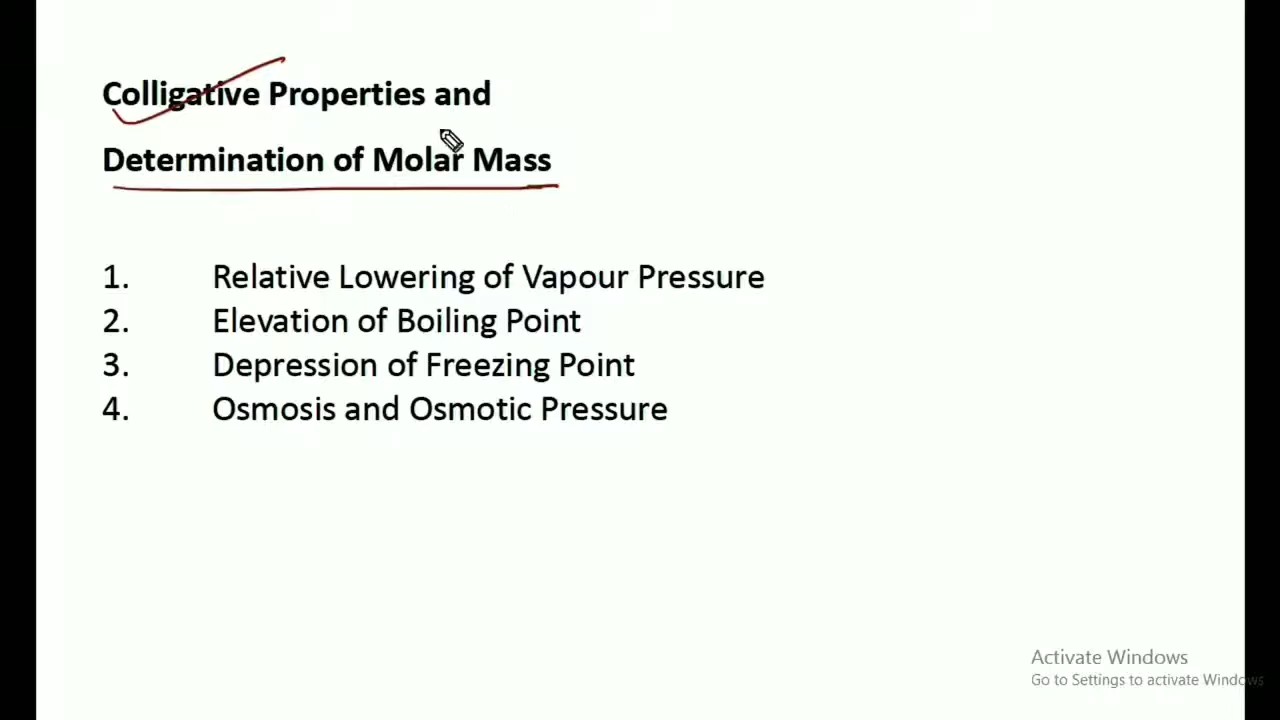 Colligative Properties and
Determination of Molar Mass
1. Relative Lowering of Vapour Pressure
2. Elevation of Boiling Point
3. Depression of Freezing Point
4. Osmosis and Osmotic Pressure
Activate Windows
Go to Settings to activate Windows